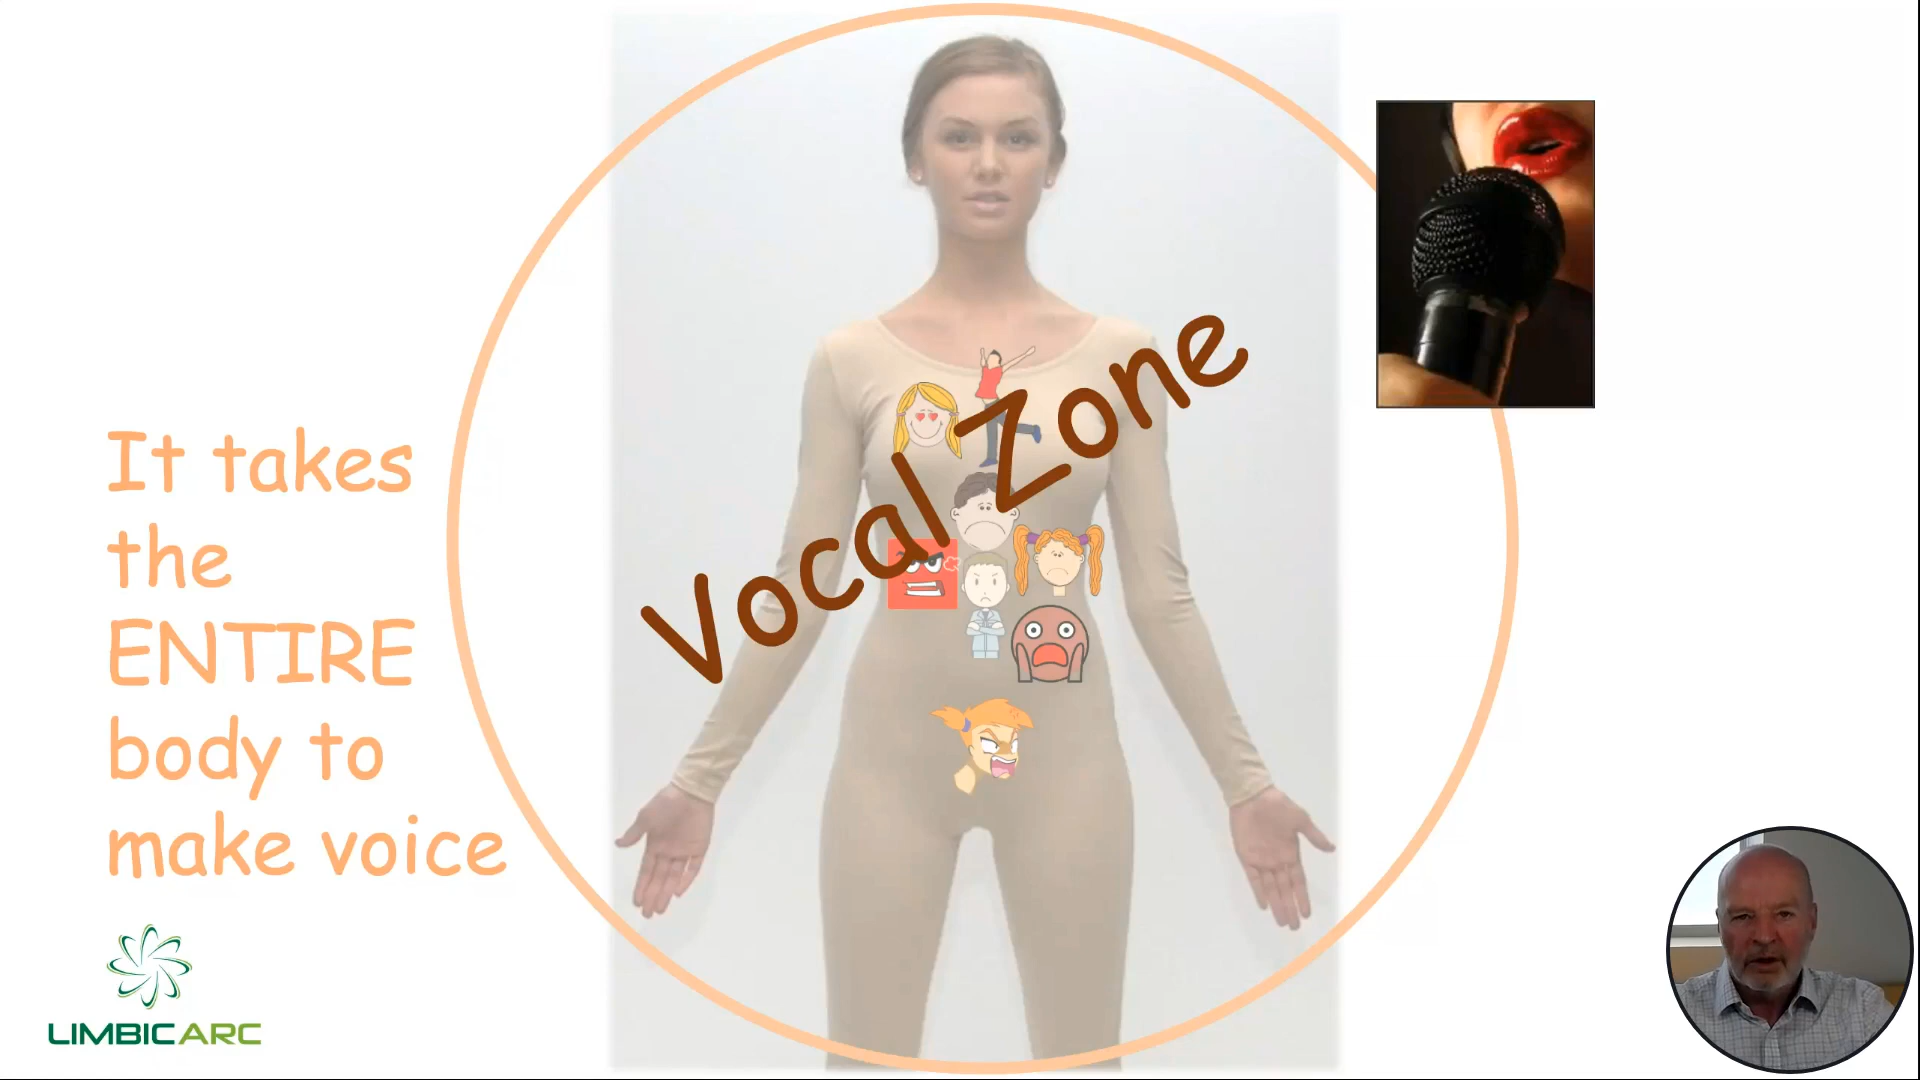 It takes
the
ENTIRE
body to
make voice
Vocal Zone
LIMBICARC